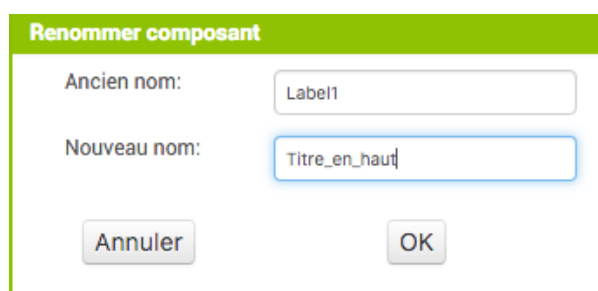 Renommer composant
Ancien nom: Label1
Nouveau nom: Titre_en_haut
Annuler OK